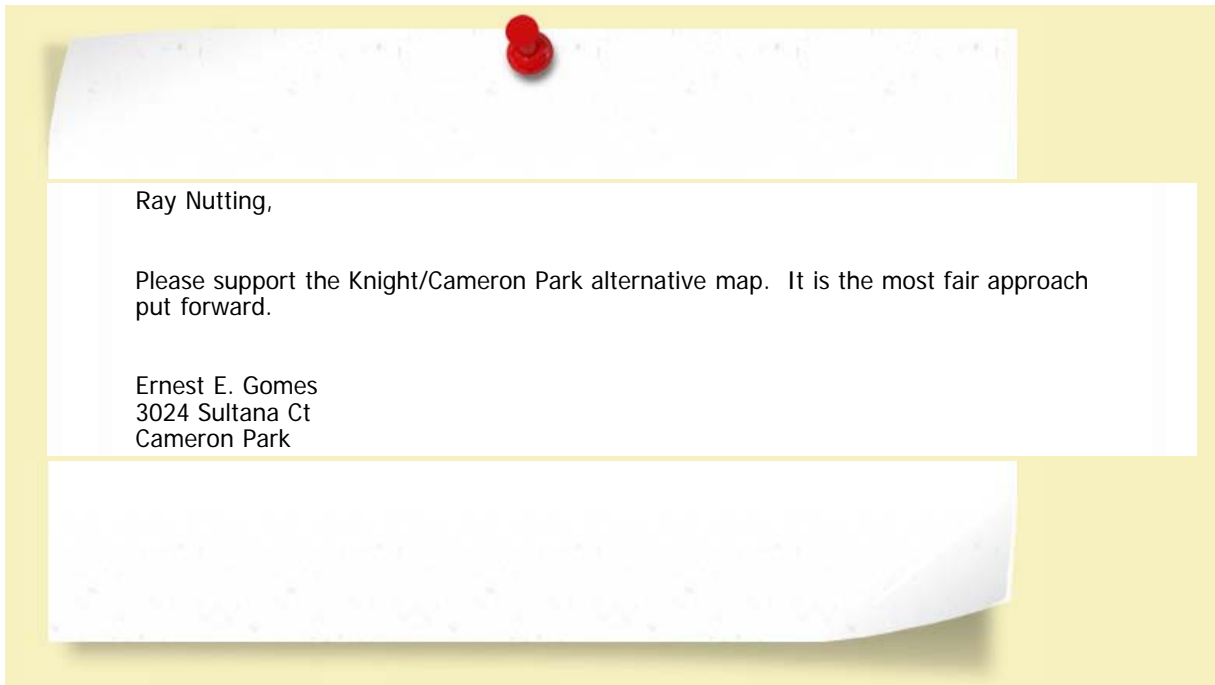 Ray Nutting,
Please support the Knight/Cameron Park alternative map.  It is the most fair approach
put forward.
Ernest E. Gomes
3024 Sultana Ct
Cameron Park